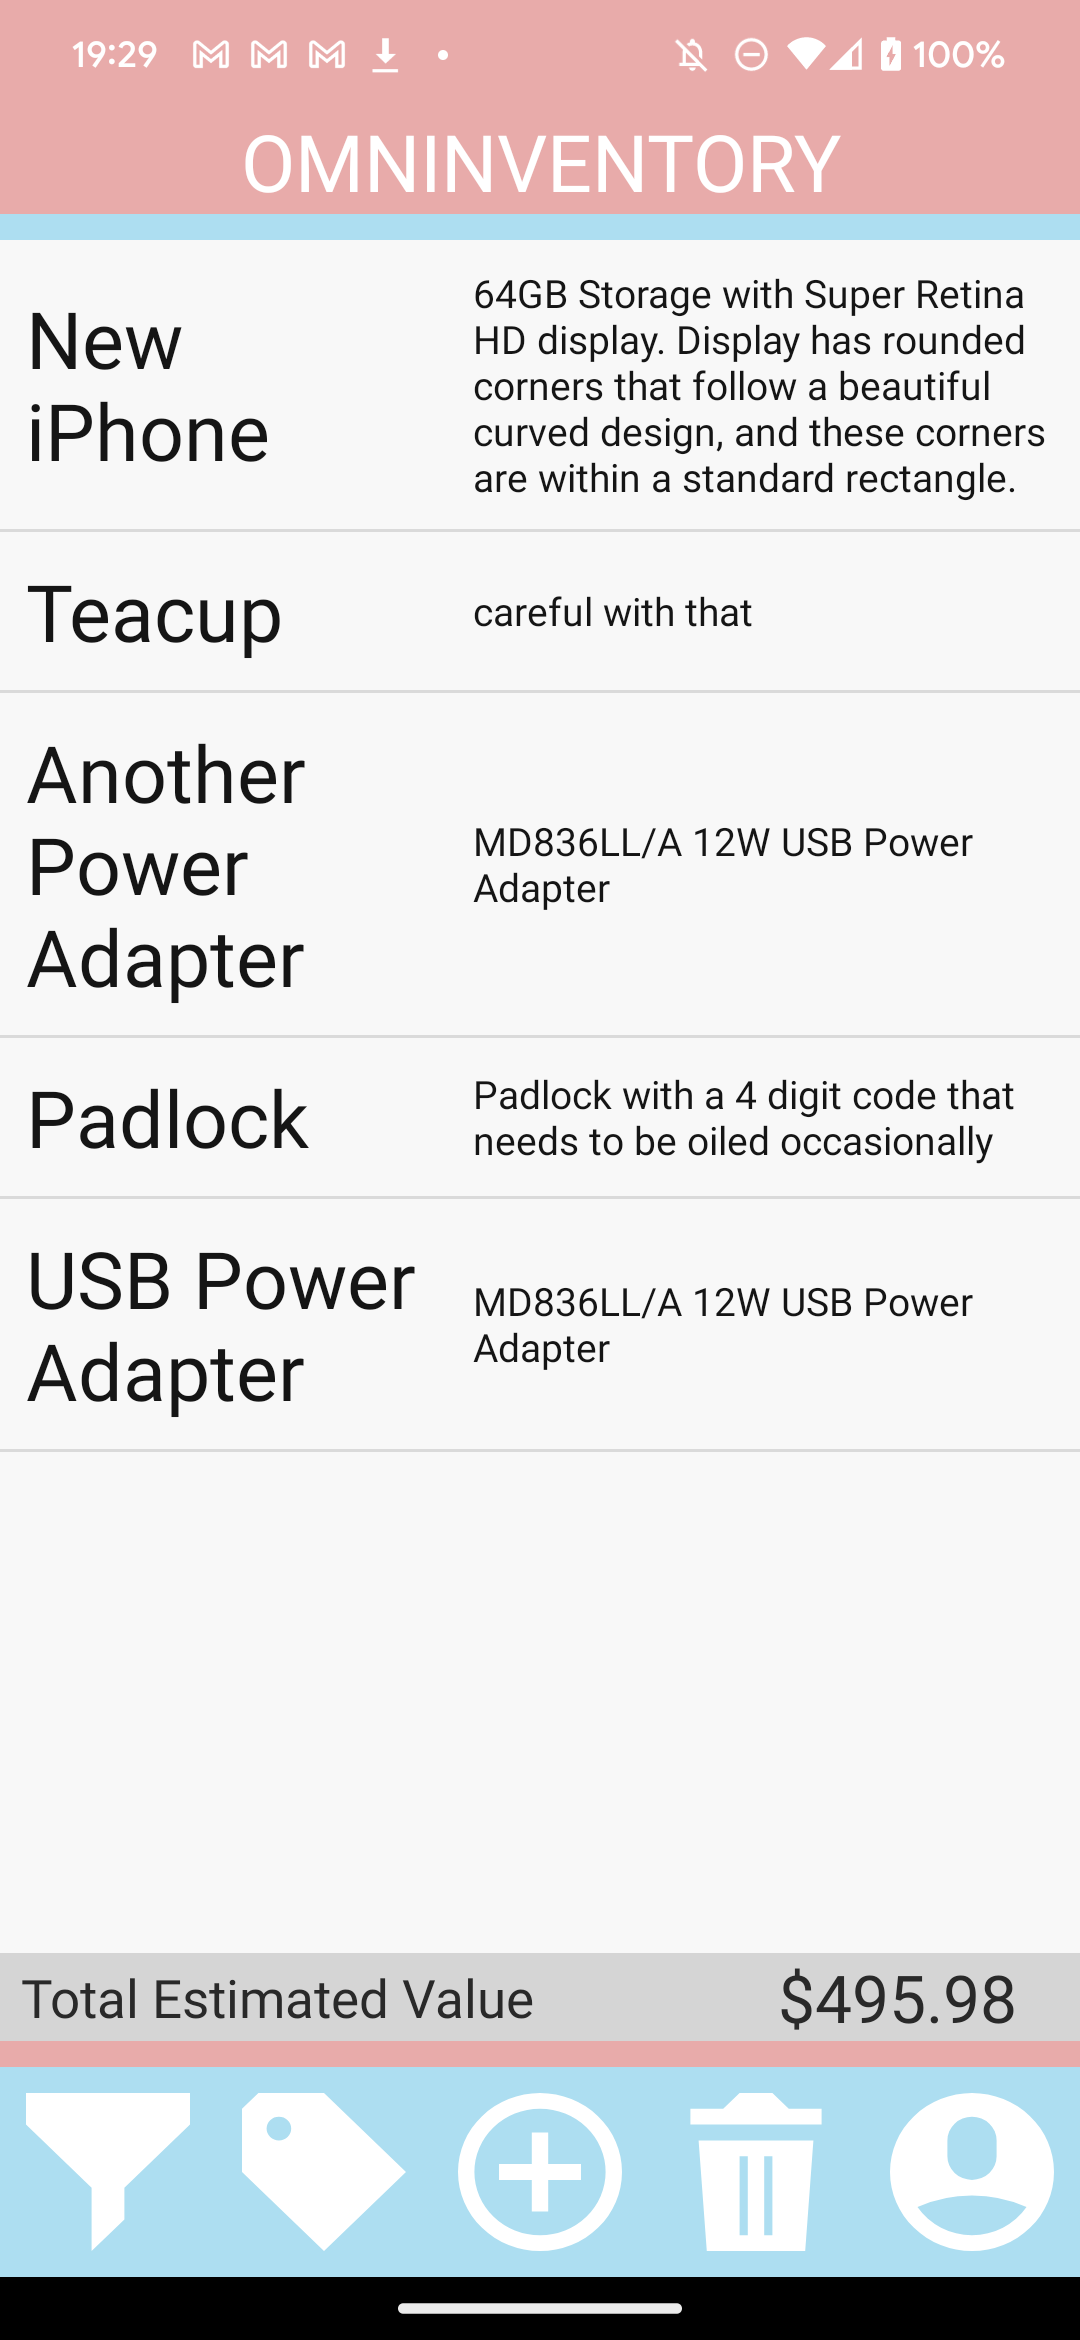 19:29
100%
OMNINVENTORY
New
iPhone
64GB Storage with Super Retina
HD display. Display has rounded
corners that follow a beautiful
curved design, and these corners
are within a standard rectangle.
Teacup
careful with that
Another
Power
Adapter
MD836LL/A 12W USB Power
Adapter
Padlock
Padlock with a 4 digit code that
needs to be oiled occasionally
USB Power
Adapter
MD836LL/A 12W USB Power
Adapter
Total Estimated Value
$495.98